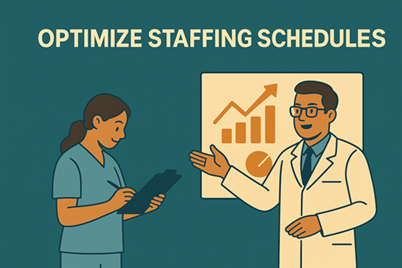 OPTIMIZE STAFFING SCHEDULES